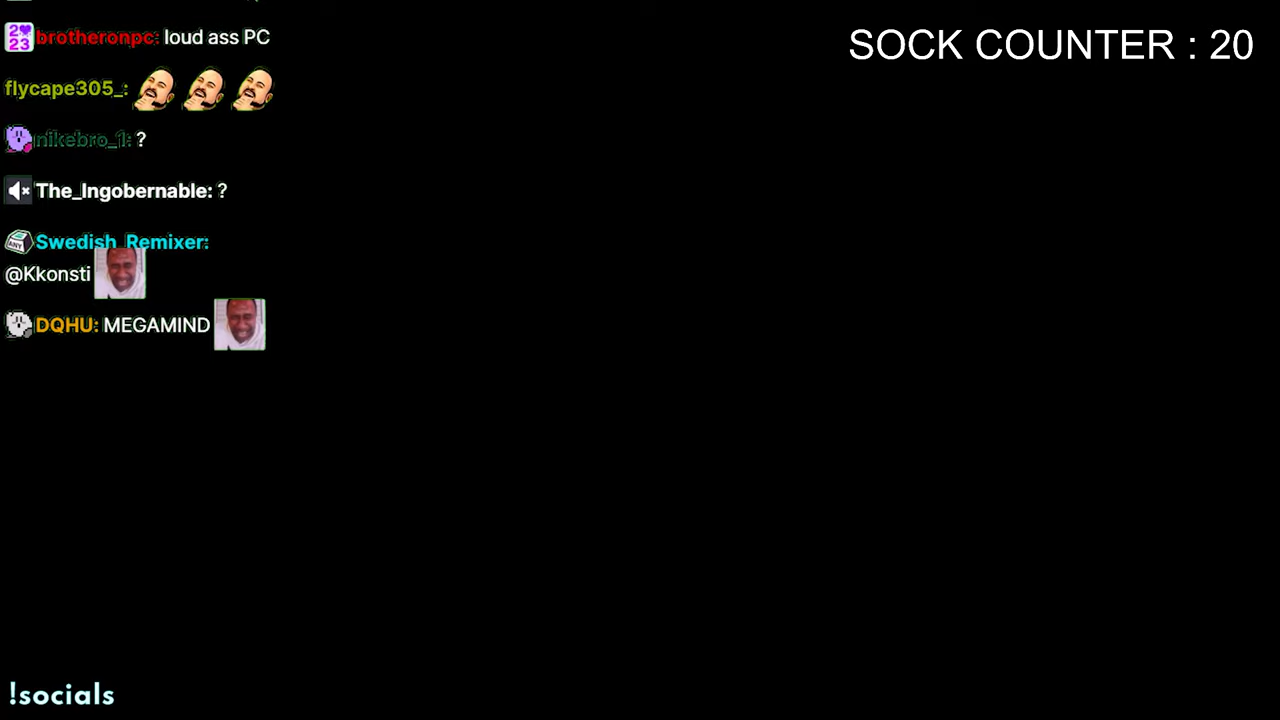 brotheronpc: loud ass PC
SOCK COUNTER : 20
flycape305_:
nikebro_1: ?
The_Ingobernable: ?
Swedish_Remixer:
@Kkonsti
DQHU: MEGAMIND
!socials